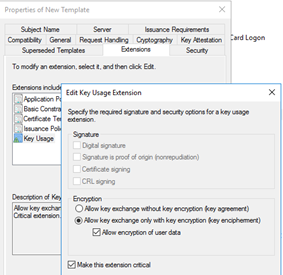 Properties of New Template
Subject Name
Server
Issuance Requirements
Compatibility
General
Request Handling
Cryptography
Key Attestation
Superseded Templates
Extensions
Security
Card Logon
To modify an extension, select it, and then click Edit.
Extensions include
Application Po
Basic Constra
Certificate Tem
Issuance Polic
Key Usage
Description of Key
Allow key exchan
Critical extension.
Edit Key Usage Extension
Specify the required signature and security options for a key usage
extension.
Signature
Digital signature
Signature is proof of origin (nonrepudiation)
Certificate signing
CRL signing
Encryption
Allow key exchange without key encryption (key agreement)
Allow key exchange only with key encryption (key encipherment)
Allow encryption of user data
Make this extension critical